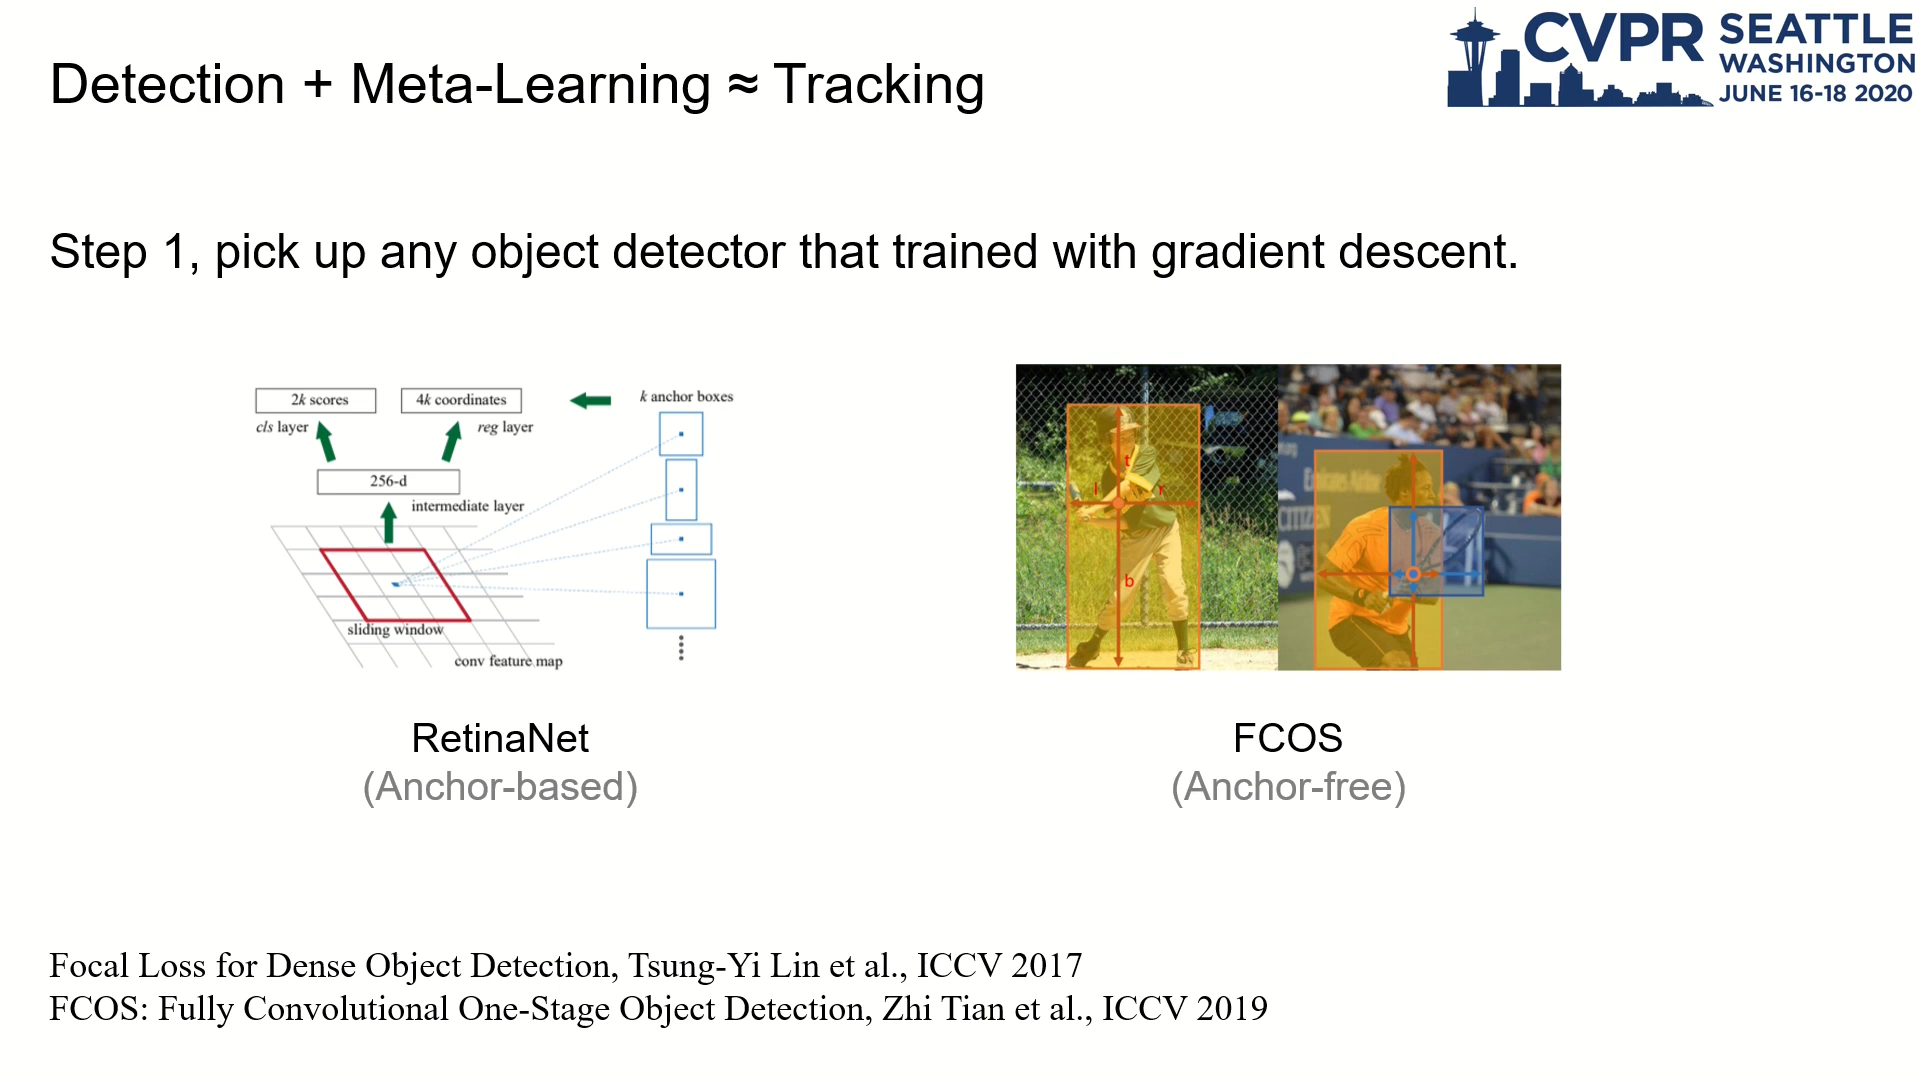 Detection + Meta-Learning ≈ Tracking
CVPR SEATTLE
WASHINGTON
JUNE 16-18 2020
Step 1, pick up any object detector that trained with gradient descent.
2k scores
4k coordinates
k anchor boxes
cls layer
reg layer
256-d
intermediate layer
sliding window
conv feature map
t
l
r
b
CITIZEN
RetinaNet
(Anchor-based)
FCOS
(Anchor-free)
Focal Loss for Dense Object Detection, Tsung-Yi Lin et al., ICCV 2017
FCOS: Fully Convolutional One-Stage Object Detection, Zhi Tian et al., ICCV 2019